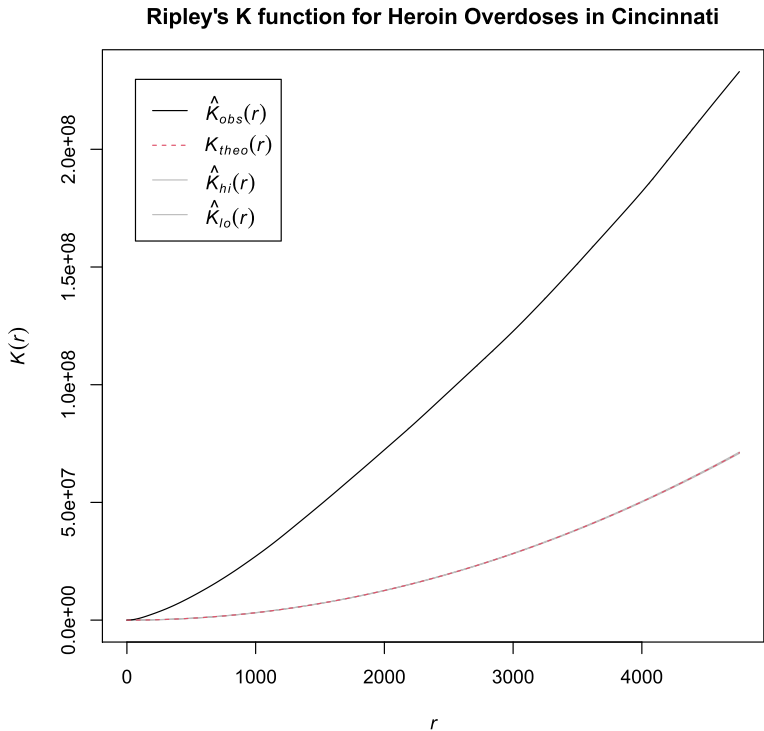 Ripley's K function for Heroin Overdoses in Cincinnati
K̂obs(r)
Ktheo(r)
K̂hi(r)
K̂lo(r)
K(r)
2.0e+08
1.5e+08
1.0e+08
5.0e+07
0.0e+00
0 1000 2000 3000 4000
r